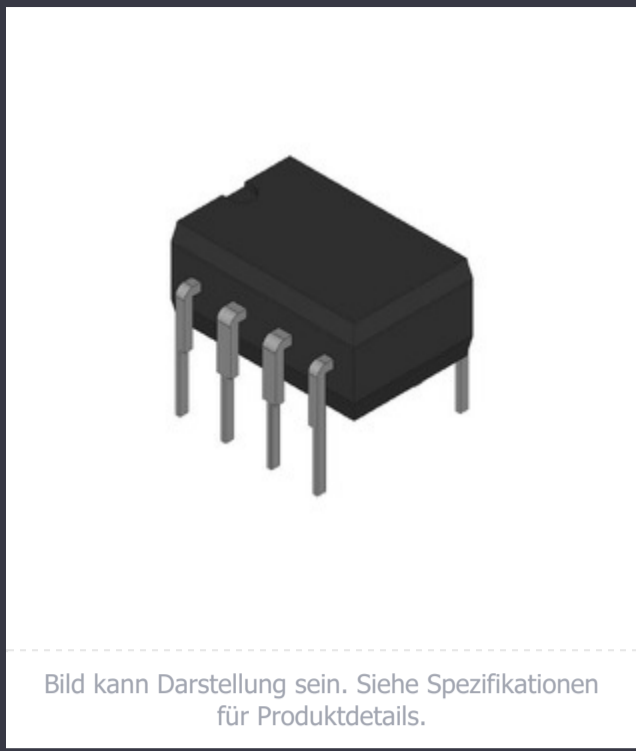 Bild kann Darstellung sein. Siehe Spezifikationen
für Produktdetails.